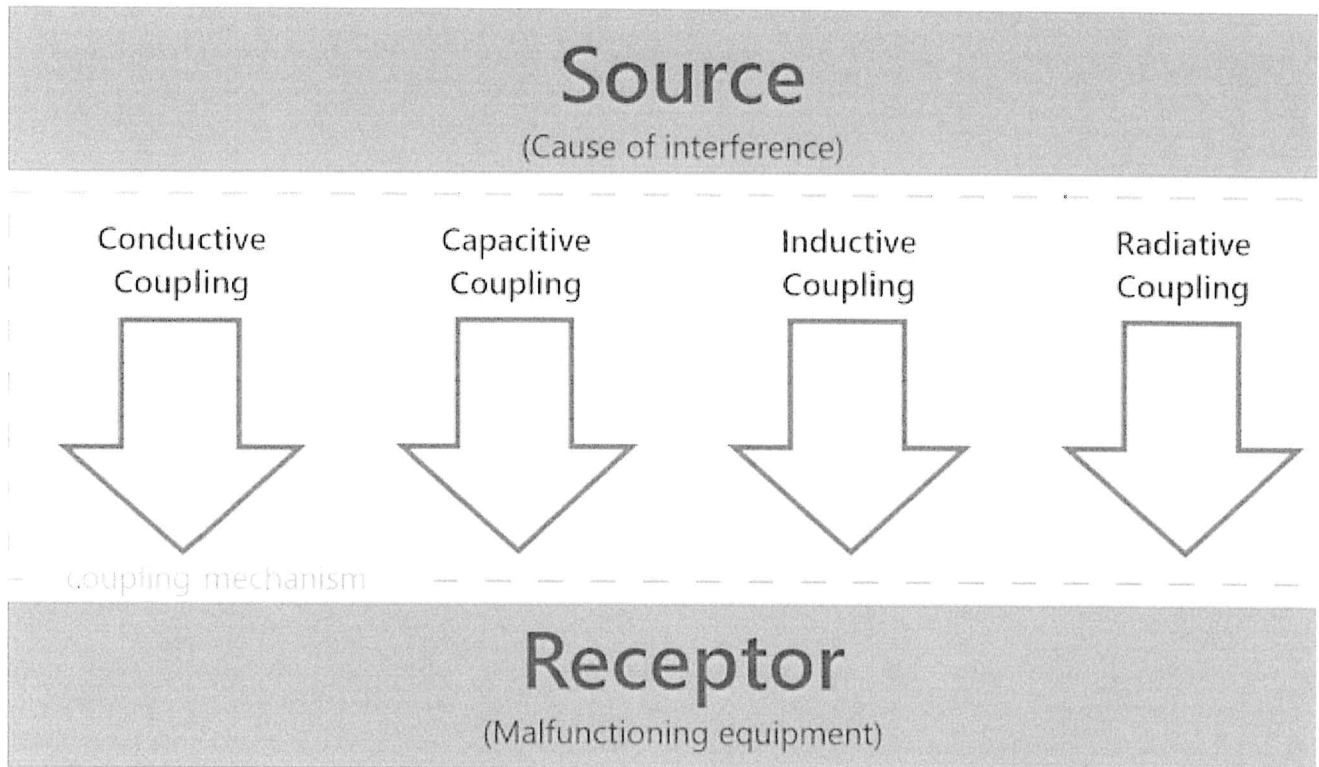 Source
(Cause of interference)
Conductive
Coupling
Capacitive
Coupling
Inductive
Coupling
Radiative
Coupling
coupling mechanism
Receptor
(Malfunctioning equipment)